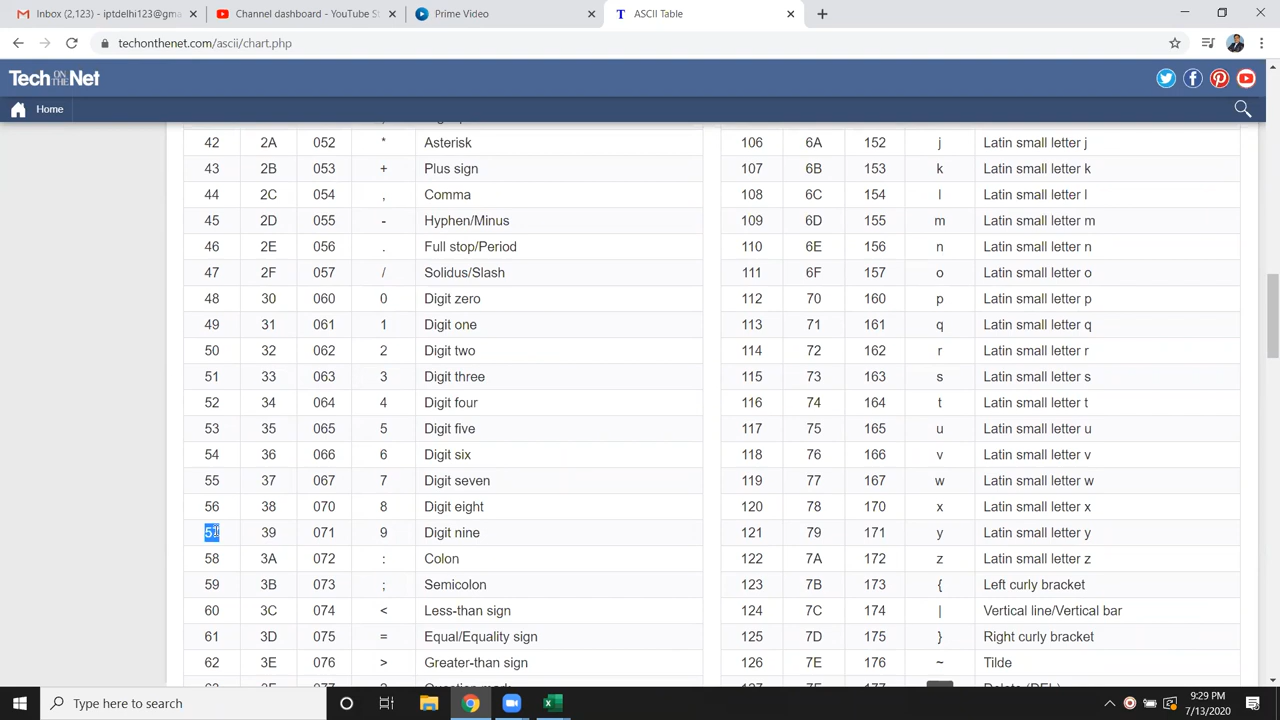 Inbox (2,123) - iptdelhi123@gma
Channel dashboard - YouTube St
Prime Video
ASCII Table
techonthenet.com/ascii/chart.php
Tech ON THE Net
Home
42 2A 052 * Asterisk 106 6A 152 j Latin small letter j
43 2B 053 + Plus sign 107 6B 153 k Latin small letter k
44 2C 054 , Comma 108 6C 154 l Latin small letter l
45 2D 055 - Hyphen/Minus 109 6D 155 m Latin small letter m
46 2E 056 . Full stop/Period 110 6E 156 n Latin small letter n
47 2F 057 / Solidus/Slash 111 6F 157 o Latin small letter o
48 30 060 0 Digit zero 112 70 160 p Latin small letter p
49 31 061 1 Digit one 113 71 161 q Latin small letter q
50 32 062 2 Digit two 114 72 162 r Latin small letter r
51 33 063 3 Digit three 115 73 163 s Latin small letter s
52 34 064 4 Digit four 116 74 164 t Latin small letter t
53 35 065 5 Digit five 117 75 165 u Latin small letter u
54 36 066 6 Digit six 118 76 166 v Latin small letter v
55 37 067 7 Digit seven 119 77 167 w Latin small letter w
56 38 070 8 Digit eight 120 78 170 x Latin small letter x
57 39 071 9 Digit nine 121 79 171 y Latin small letter y
58 3A 072 : Colon 122 7A 172 z Latin small letter z
59 3B 073 ; Semicolon 123 7B 173 { Left curly bracket
60 3C 074 < Less-than sign 124 7C 174 | Vertical line/Vertical bar
61 3D 075 = Equal/Equality sign 125 7D 175 } Right curly bracket
62 3E 076 > Greater-than sign 126 7E 176 ~ Tilde
Type here to search
9:29 PM
7/13/2020